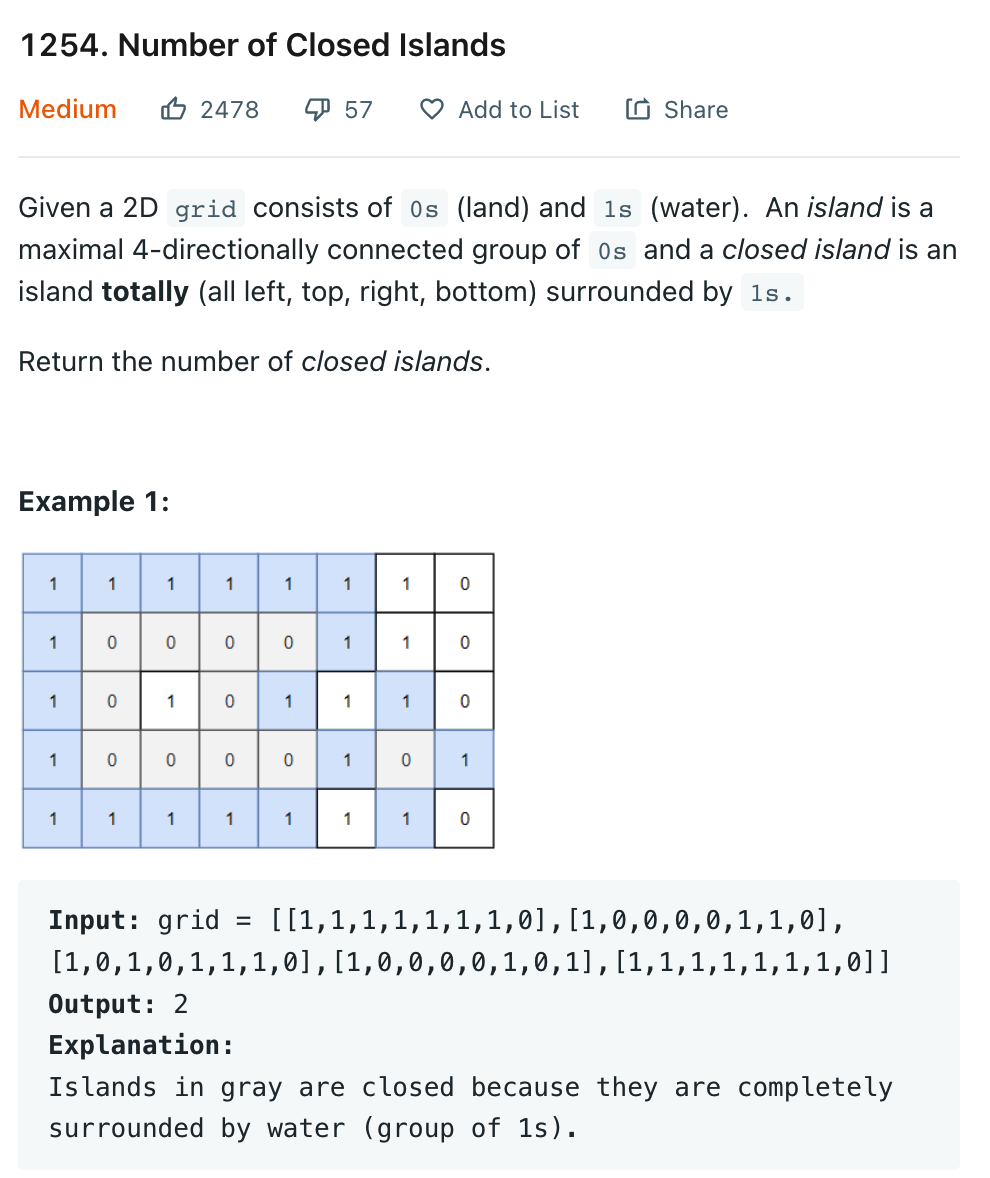 1254. Number of Closed Islands
Medium 2478 57 Add to List Share
Given a 2D grid consists of 0s (land) and 1s (water). An island is a
maximal 4-directionally connected group of 0s and a closed island is an
island totally (all left, top, right, bottom) surrounded by 1s.
Return the number of closed islands.
Example 1:
1 1 1 1 1 1 1 0
1 0 0 0 0 1 1 0
1 0 1 0 1 1 1 0
1 0 0 0 0 1 0 1
1 1 1 1 1 1 1 0
Input: grid = [[1,1,1,1,1,1,1,0],[1,0,0,0,0,1,1,0],
[1,0,1,0,1,1,1,0],[1,0,0,0,0,1,0,1],[1,1,1,1,1,1,1,0]]
Output: 2
Explanation:
Islands in gray are closed because they are completely
surrounded by water (group of 1s).